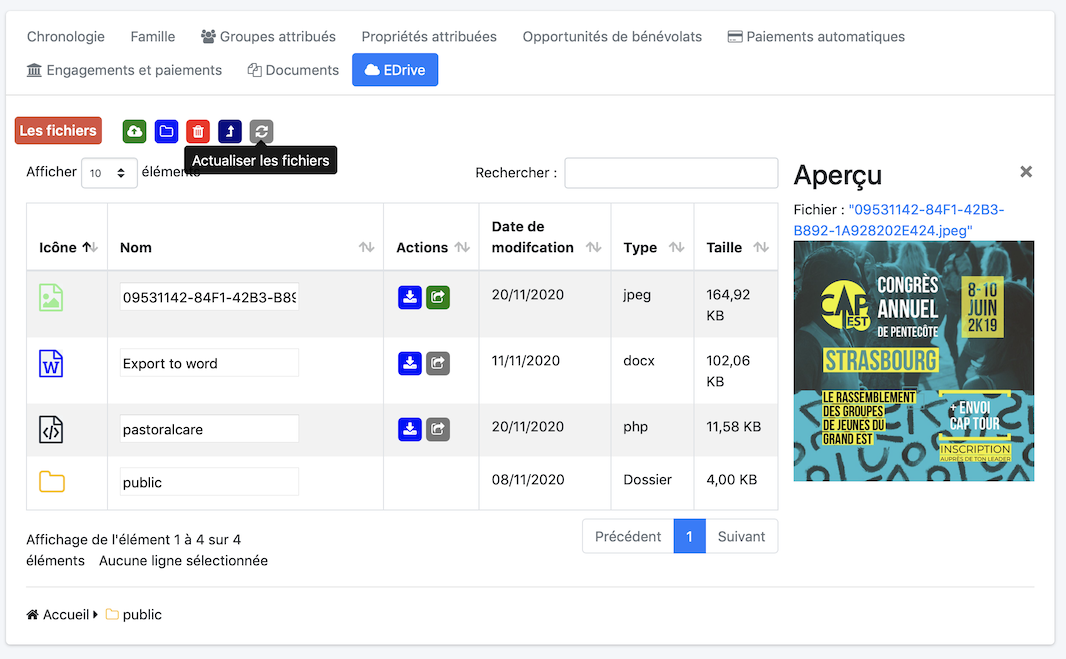 Chronologie Famille Groupes attribués Propriétés attribuées Opportunités de bénévolats Paiements automatiques
Engagements et paiements Documents EDrive
Les fichiers
Actualiser les fichiers
Afficher 10 éléments
Rechercher :
Icône Nom Actions Date de modifcation Type Taille
09531142-84F1-42B3-B89 20/11/2020 jpeg 164,92 KB
Export to word 11/11/2020 docx 102,06 KB
pastoralcare 20/11/2020 php 11,58 KB
public 08/11/2020 Dossier 4,00 KB
Affichage de l'élément 1 à 4 sur 4
éléments Aucune ligne sélectionnée
Précédent 1 Suivant
Accueil public
Aperçu ×
Fichier : "09531142-84F1-42B3-
B892-1A928202E424.jpeg"
CAP
EST
CONGRÈS
ANNUEL
DE PENTECÔTE
8-10
JUIN
2K19
STRASBOURG
LE RASSEMBLEMENT
DES GROUPES
DE JEUNES DU
GRAND EST
+ ENVOI
CAP TOUR
INSCRIPTION
AUPRÈS DE TON LEADER